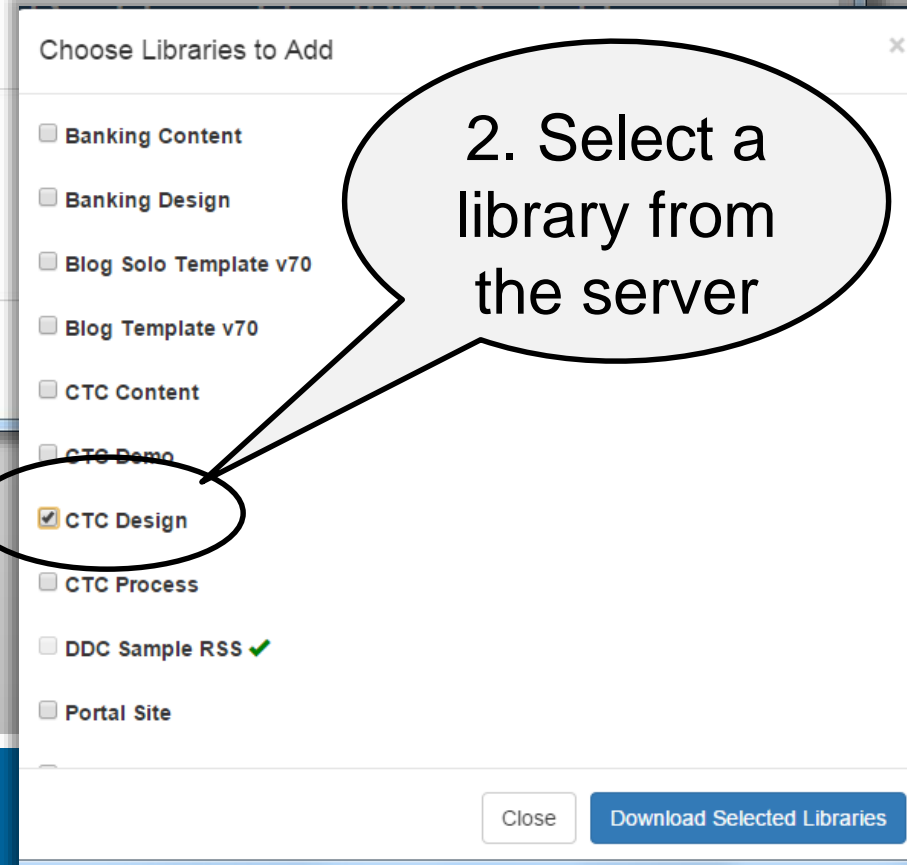 Choose Libraries to Add
×
Banking Content
2. Select a
library from
the server
Banking Design
Blog Solo Template v70
Blog Template v70
CTC Content
CTC Demo
CTC Design
CTC Process
DDC Sample RSS
Portal Site
Close
Download Selected Libraries